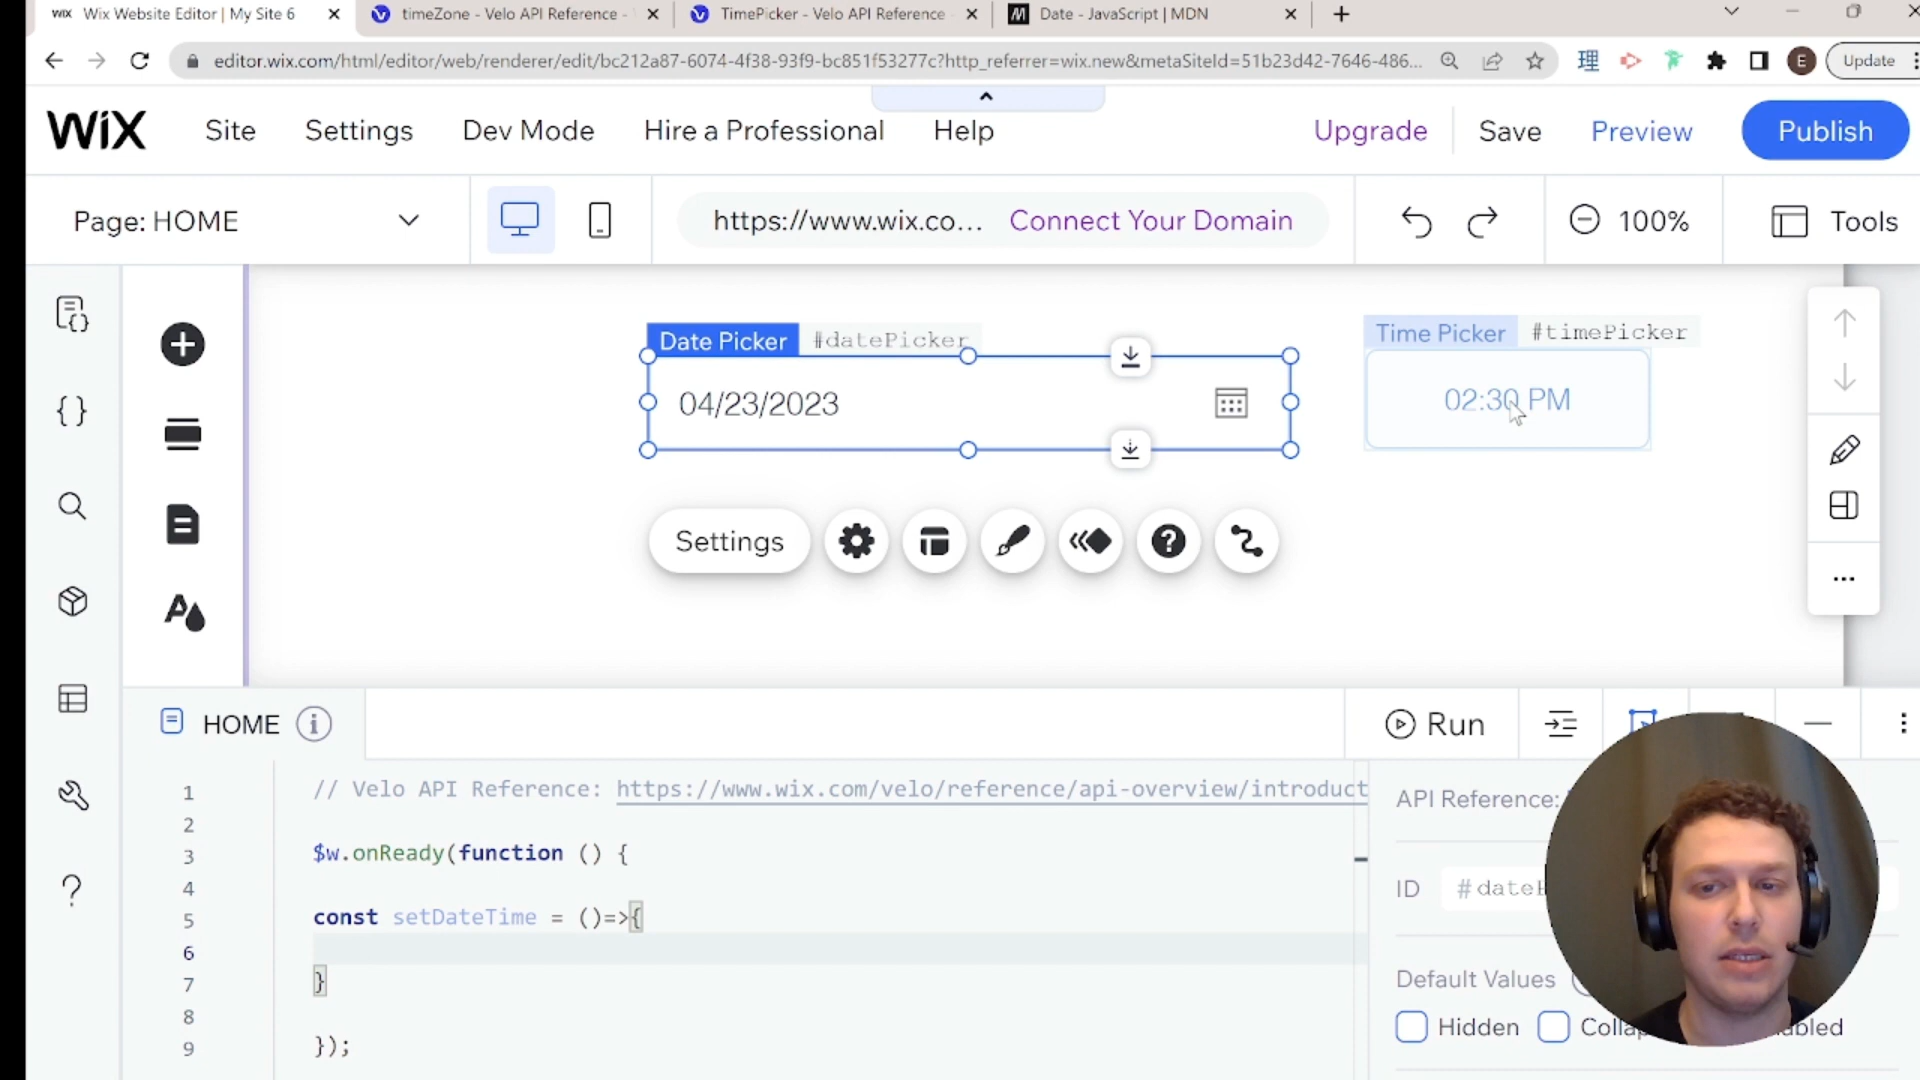 WiX Wix Website Editor | My Site 6
timeZone - Velo API Reference -
TimePicker - Velo API Reference
Date - JavaScript | MDN
editor.wix.com/html/editor/web/renderer/edit/bc212a87-6074-4f38-93f9-bc851f53277c?http_referrer=wix.new&metaSiteId=51b23d42-7646-486...
理
E
Update
WiX
Site
Settings
Dev Mode
Hire a Professional
Help
Upgrade
Save
Preview
Publish
Page: HOME
https://www.wix.co...
Connect Your Domain
100%
Tools
Date Picker
#datePicker
Time Picker
#timePicker
04/23/2023
02:30 PM
Settings
HOME
Run
1 // Velo API Reference: https://www.wix.com/velo/reference/api-overview/introduct
2
3 $w.onReady(function () {
4
5 const setDateTime = ()=>{
6
7 }
8
9 });
API Reference:
ID
Default Values
Hidden